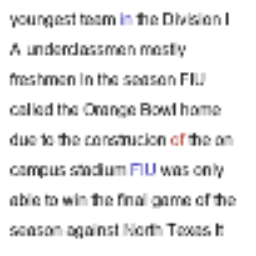 youngest team in the Division I
A underclassmen mostly
freshmen In the season FIU
called the Orange Bowl home
due to the construcion of the on
campus stadium FIU was only
able to win the final game of the
season against North Texas It